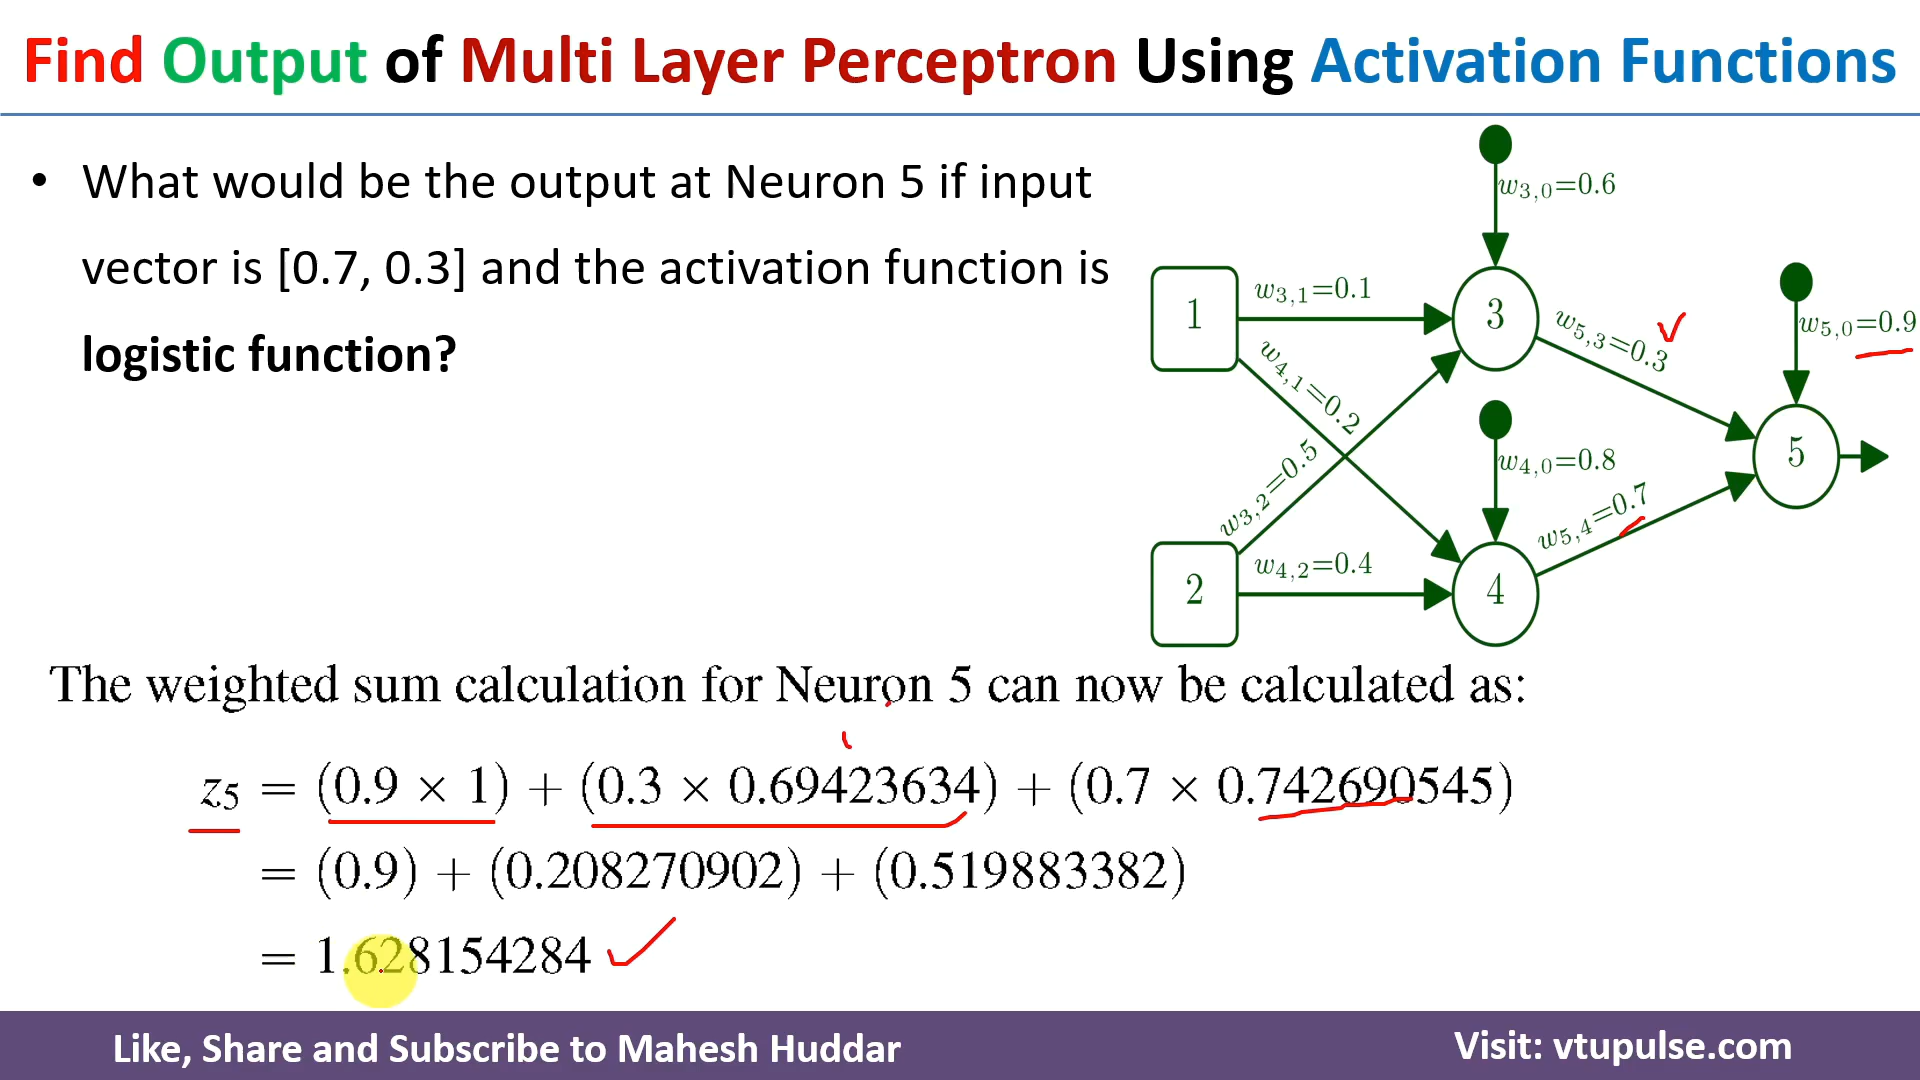 Find Output of Multi Layer Perceptron Using Activation Functions
• What would be the output at Neuron 5 if input
vector is [0.7, 0.3] and the activation function is
logistic function?
w3,0=0.6
1
w3,1=0.1
3
w5,3=0.3
w5,0=0.9
w4,1=0.2
w3,2=0.5
w4,0=0.8
5
w5,4=0.7
2
w4,2=0.4
4
The weighted sum calculation for Neuron 5 can now be calculated as:
z5 = (0.9 × 1) + (0.3 × 0.69423634) + (0.7 × 0.742690545)
= (0.9) + (0.208270902) + (0.519883382)
= 1.628154284
Like, Share and Subscribe to Mahesh Huddar
Visit: vtupulse.com